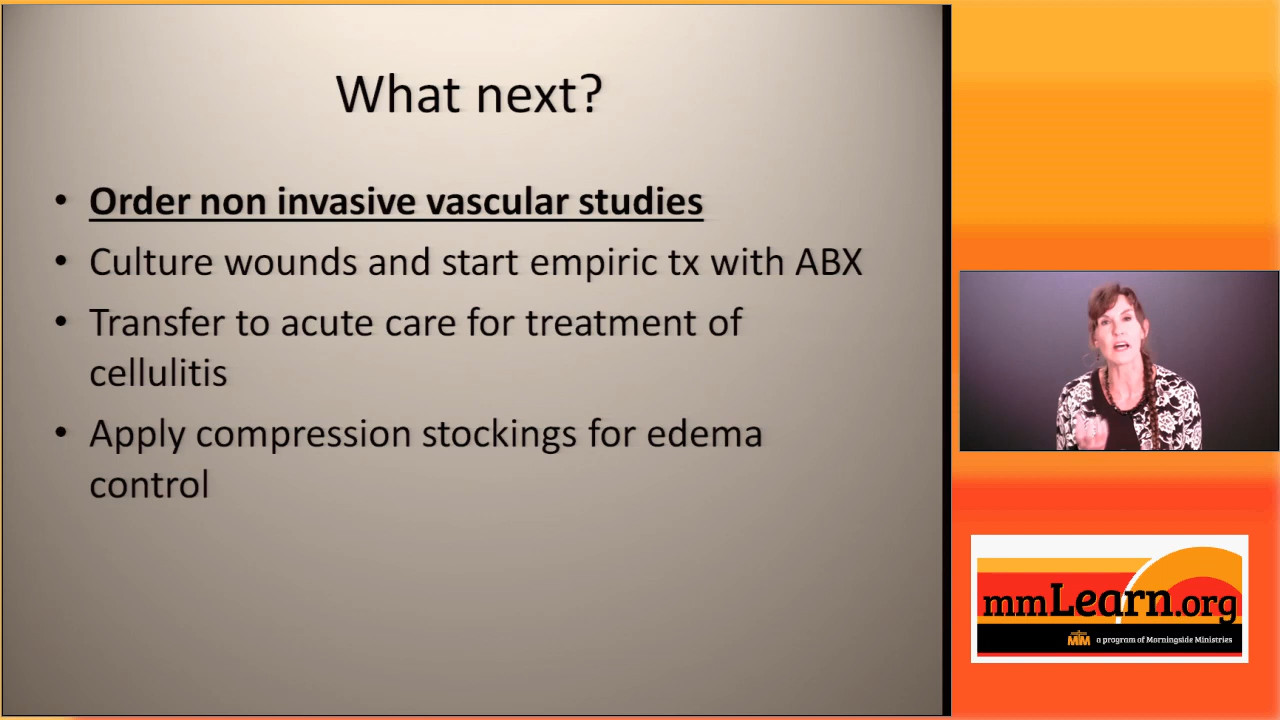 What next?
• Order non invasive vascular studies
• Culture wounds and start empiric tx with ABX
• Transfer to acute care for treatment of
cellulitis
• Apply compression stockings for edema
control
mmLearn.org
MM a program of Morningside Ministries